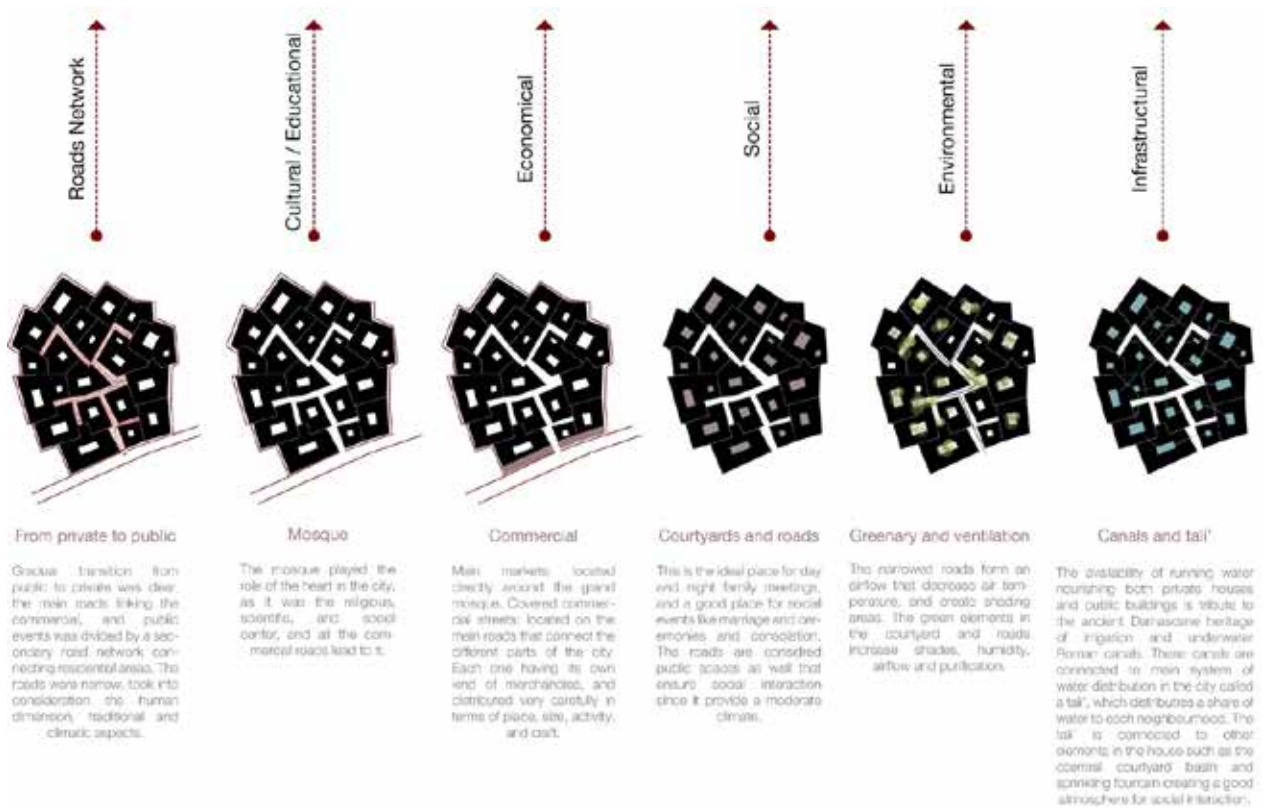 Roads Network
Cultural / Educational
Economical
Social
Environmental
Infrastructural
From private to public
Gradual transition from
public to private was clear,
the main roads linking the
commercial, and public
events was divided by a sec-
ondary road network con-
necting residential areas. The
roads were narrow, took into
consideration the human
dimension, traditional and
climatic aspects.
Mosque
The mosque played the
role of the heart in the city,
as it was the religious,
scientific, and social
center, and all the com-
mercial roads lead to it.
Commercial
Main markets: located
directly around the grand
mosque. Covered commer-
cial streets: located on the
main roads that connect the
different parts of the city.
Each one having its own
kind of merchandise, and
distributed very carefully in
terms of place, size, activity,
and craft.
Courtyards and roads
This is the ideal place for day
and night family meetings,
and a good place for social
events like marriage and cer-
emonies and consolation.
The roads are considred
public spaces as wall that
ensure social interaction
since it provide a moderate
climate.
Greenary and ventilation
The narrowed roads form an
airflow that decrease air tem-
perature, and create shading
areas. The green elements in
the courtyard and roads
increase shades, humidity,
airflow and purification.
Canals and tali'
The availability of running water
nourishing both private houses
and public buildings is tribute to
the ancient Damascene heritage
of irrigation and underwater
Roman canals. These canals are
connected to main system of
water distribution in the city called
a tali', which distributes a share of
water to each neighbourhood. The
tali' is connected to other
elements in the house such as the
courtyard basin and
sprinkling fountain creating a good
atmosphere for social interaction.